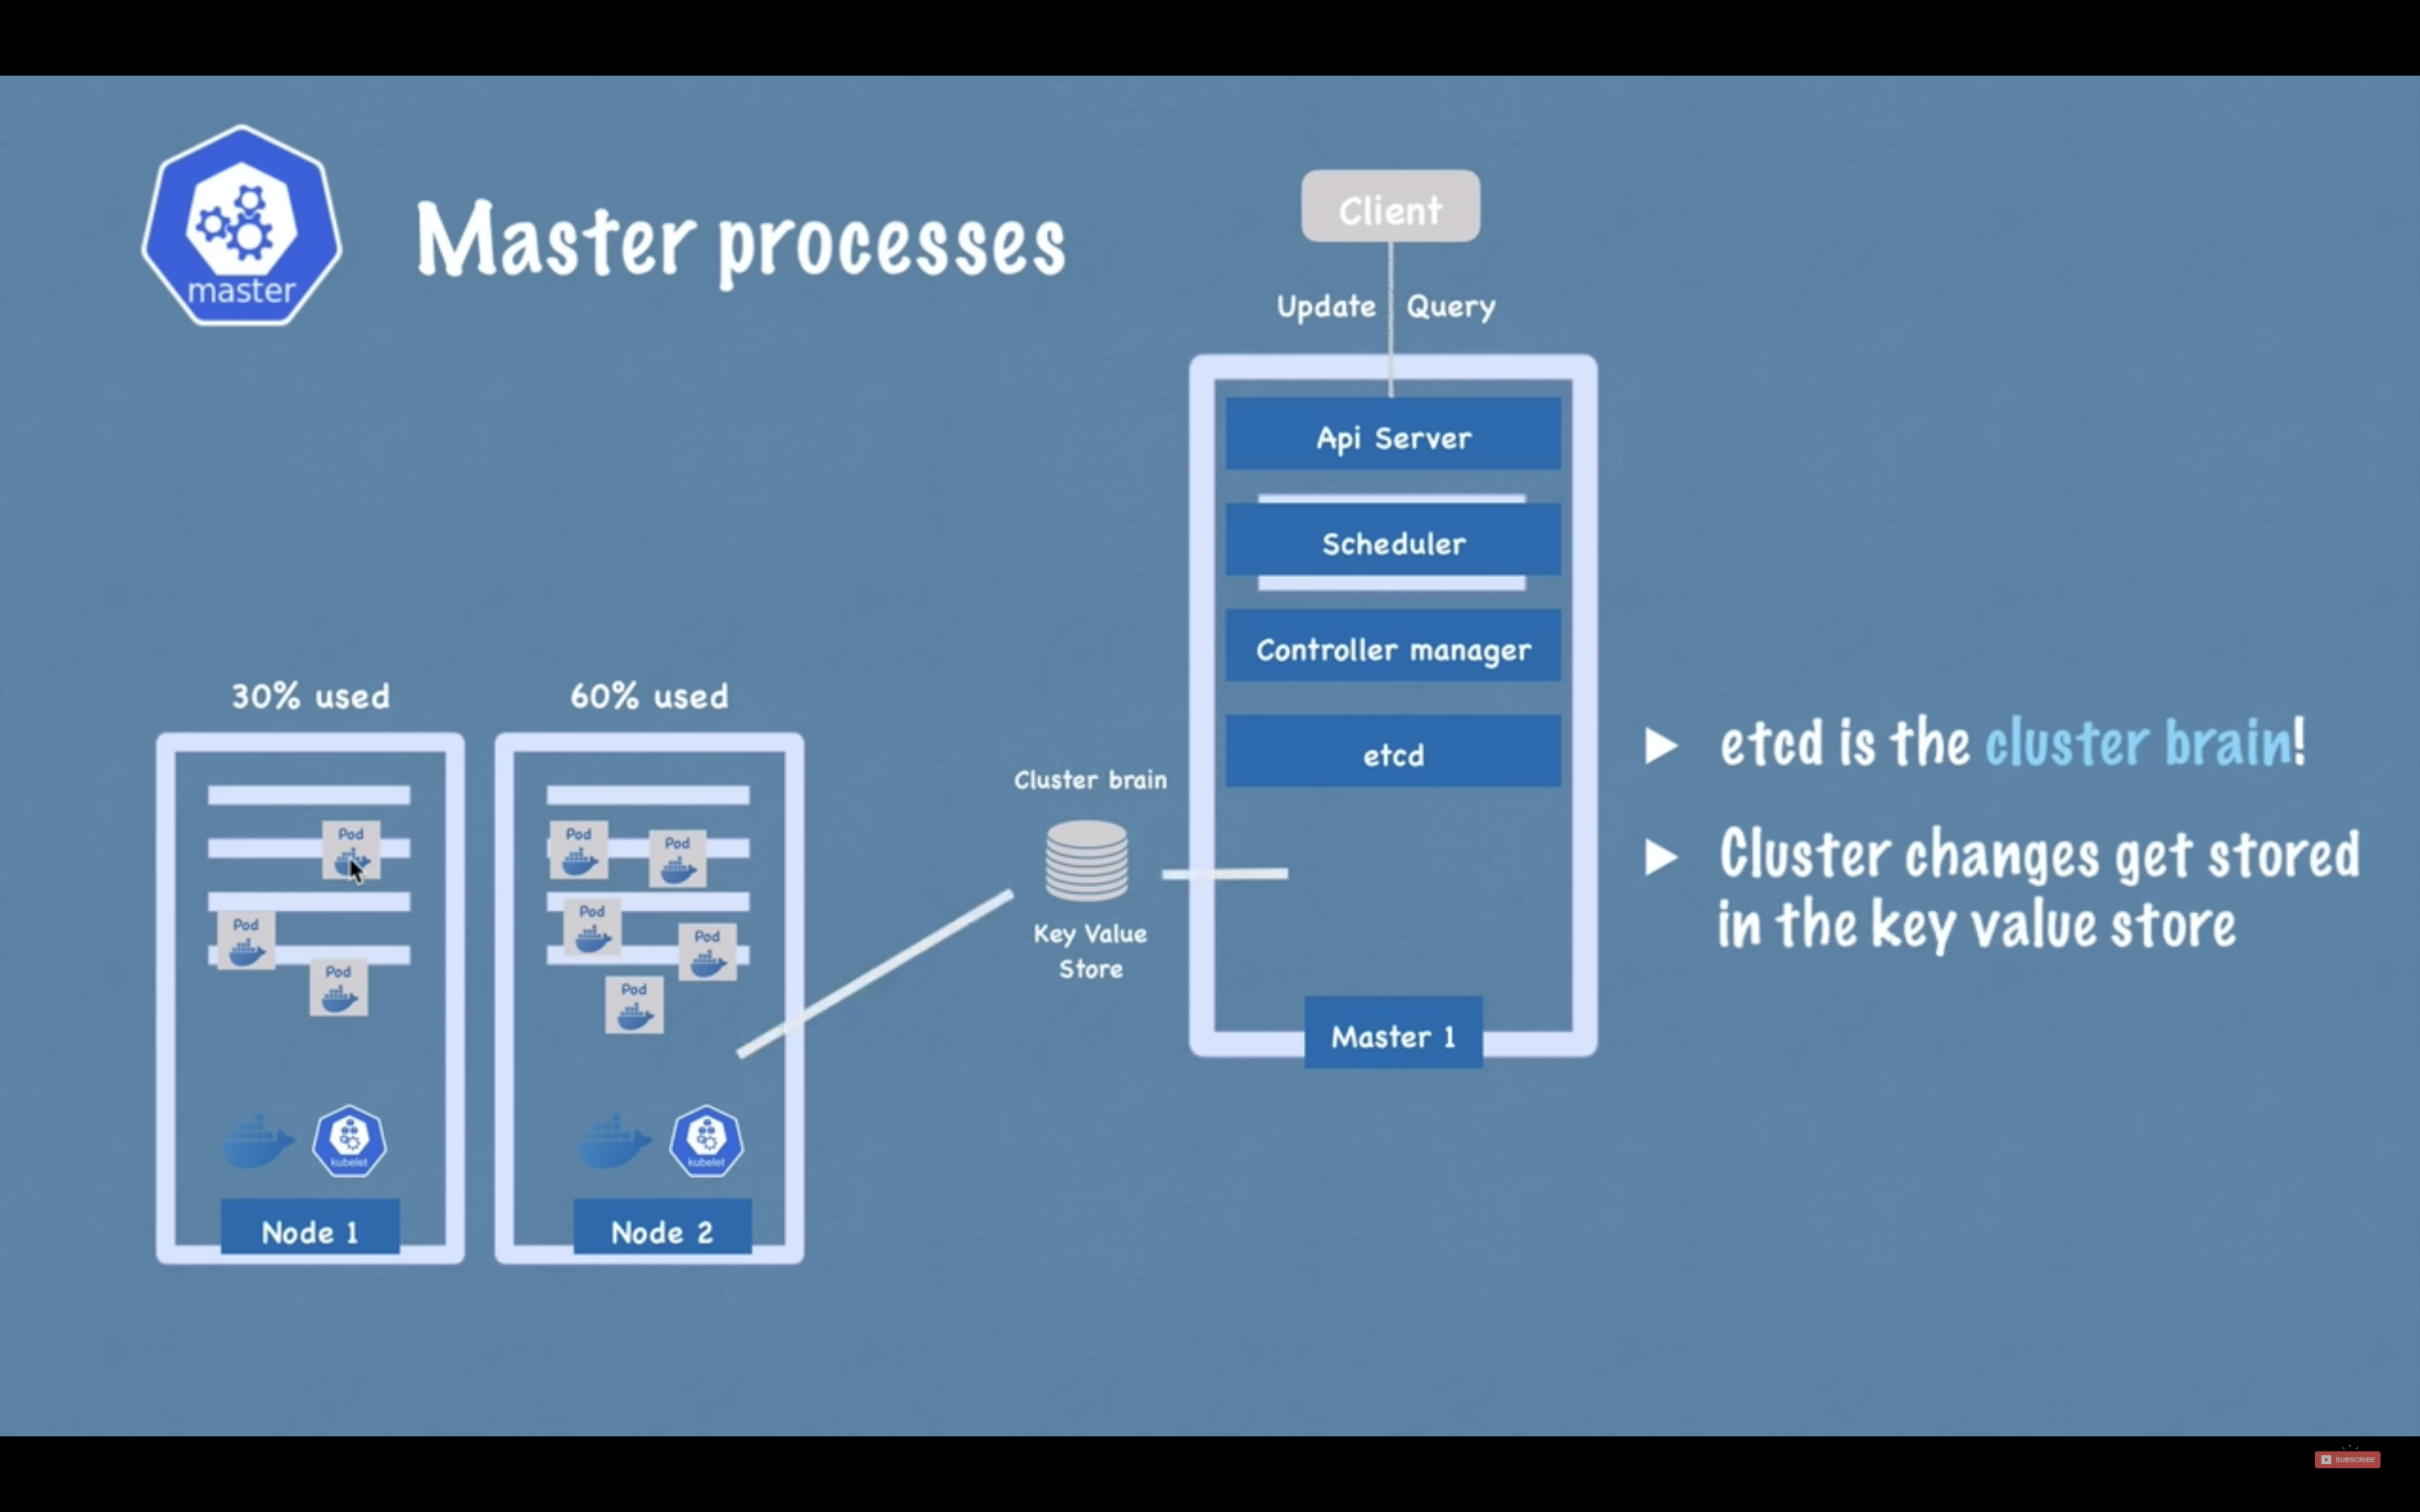 master
Master processes
Client
Update Query
Api Server
Scheduler
Controller manager
etcd
Master 1
Cluster brain
Key Value
Store
etcd is the cluster brain!
Cluster changes get stored
in the key value store
30% used
Pod
Pod
Pod
kubelet
Node 1
60% used
Pod
Pod
Pod
Pod
Pod
kubelet
Node 2
SUBSCRIBE